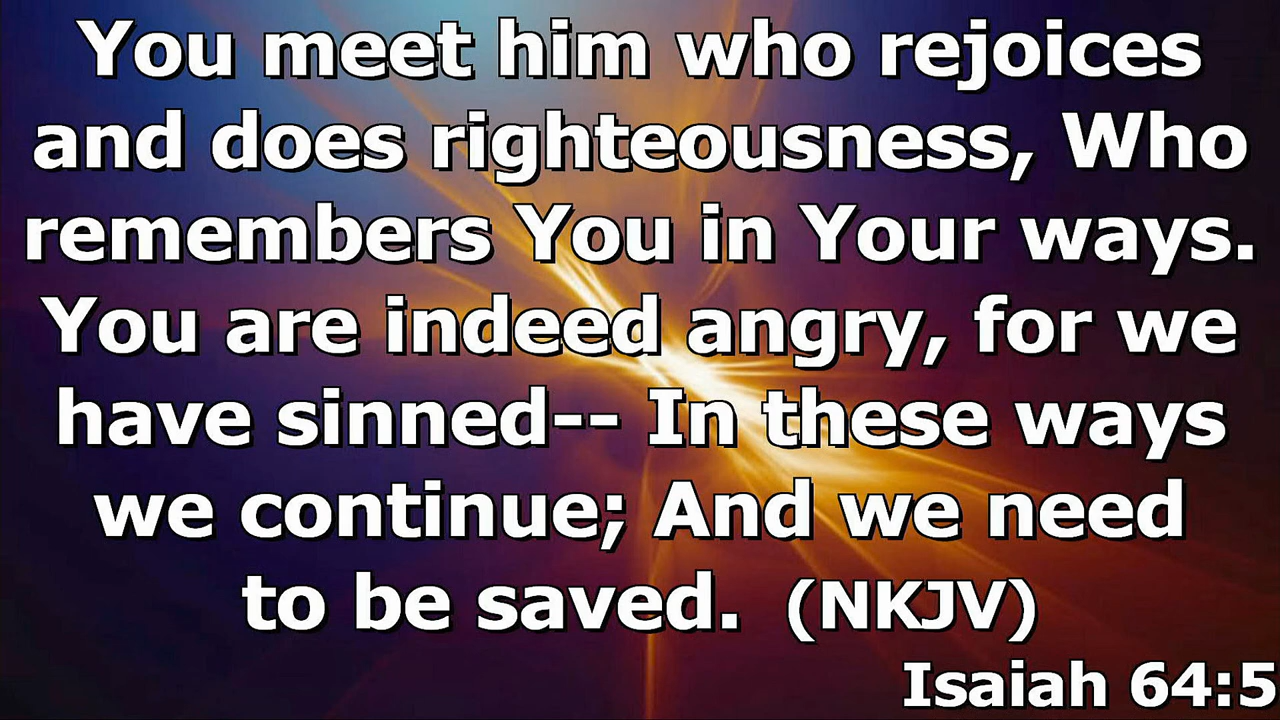 You meet him who rejoices
and does righteousness, Who
remembers You in Your ways.
You are indeed angry, for we
have sinned-- In these ways
we continue; And we need
to be saved. (NKJV)
Isaiah 64:5